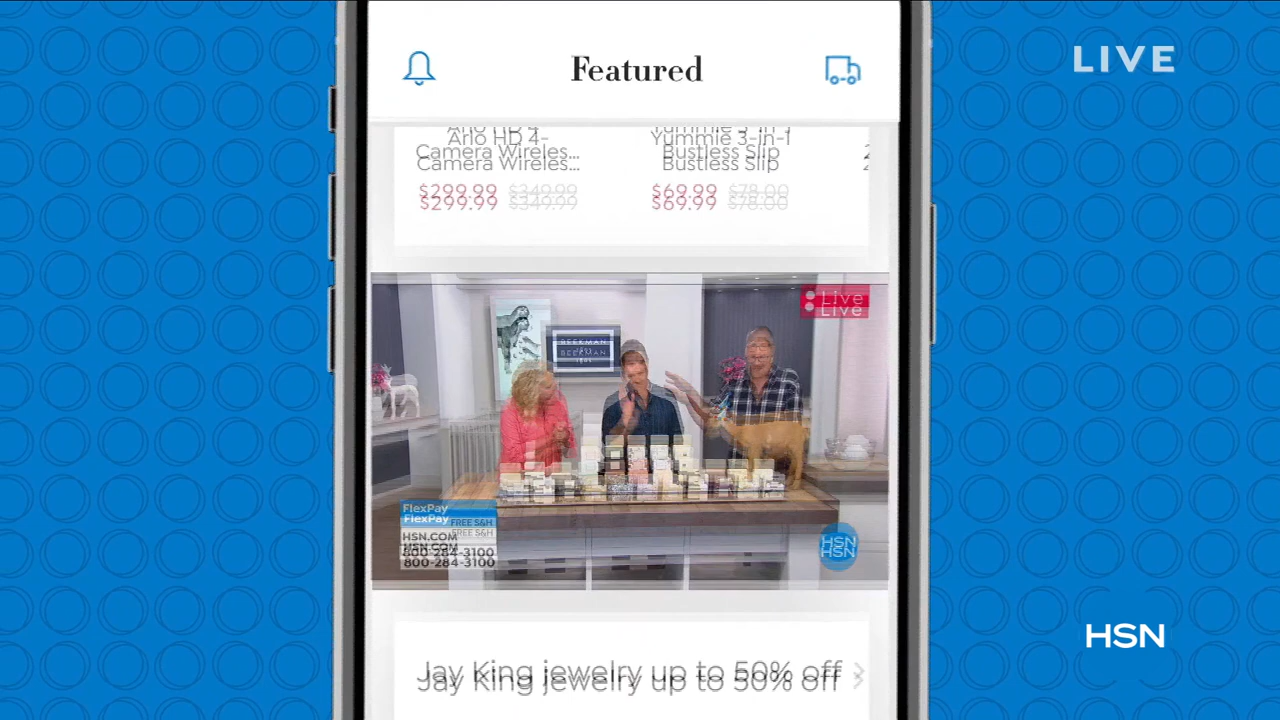 Featured
LIVE
Arlo HD 4-
Camera Wireless...
Yummie 3-in-1
Bustless Slip
$299.99 $349.99
$69.99 $78.00
Live
BEEKMAN
1802
FlexPay
FREE S&H
HSN.COM
800-284-3100
HSN
HSN
Jay King jewelry up to 50% off